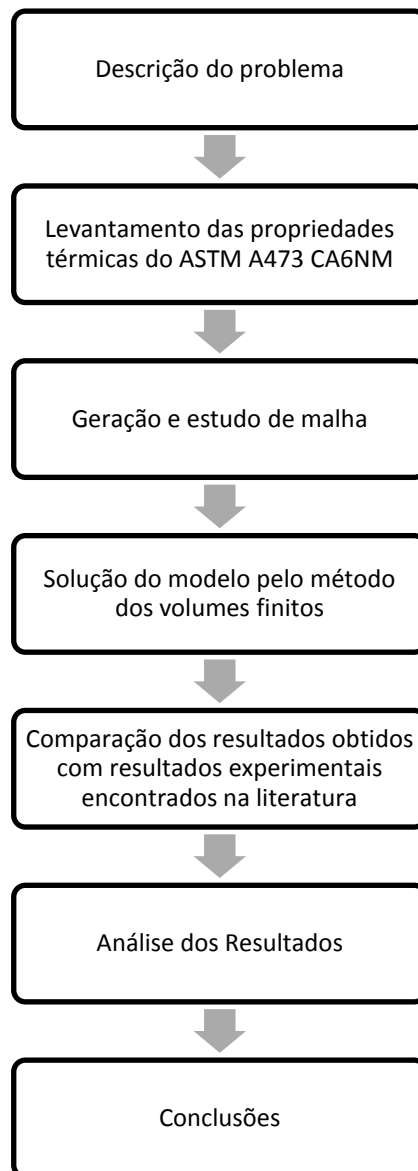 Descrição do problema
Levantamento das propriedades
térmicas do ASTM A473 CA6NM
Geração e estudo de malha
Solução do modelo pelo método
dos volumes finitos
Comparação dos resultados obtidos
com resultados experimentais
encontrados na literatura
Análise dos Resultados
Conclusões